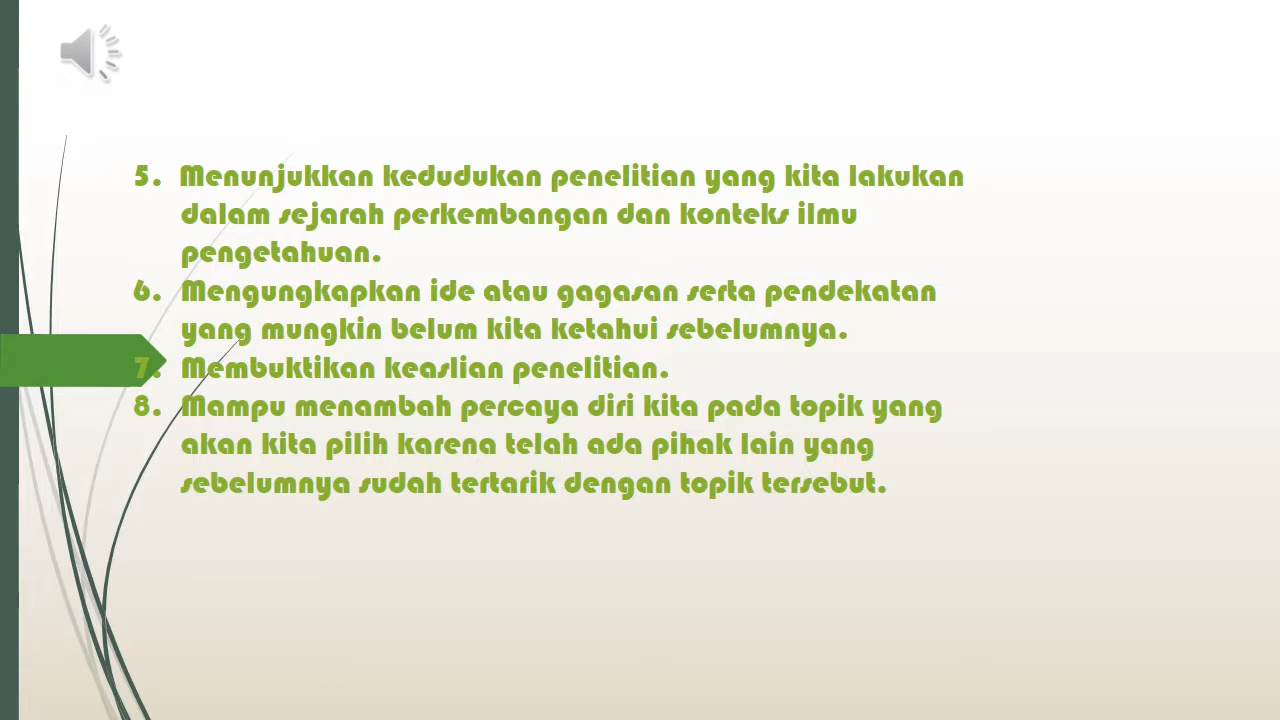 5. Menunjukkan kedudukan penelitian yang kita lakukan
dalam sejarah perkembangan dan konteks ilmu
pengetahuan.
6. Mengungkapkan ide atau gagasan serta pendekatan
yang mungkin belum kita ketahui sebelumnya.
7. Membuktikan keaslian penelitian.
8. Mampu menambah percaya diri kita pada topik yang
akan kita pilih karena telah ada pihak lain yang
sebelumnya sudah tertarik dengan topik tersebut.